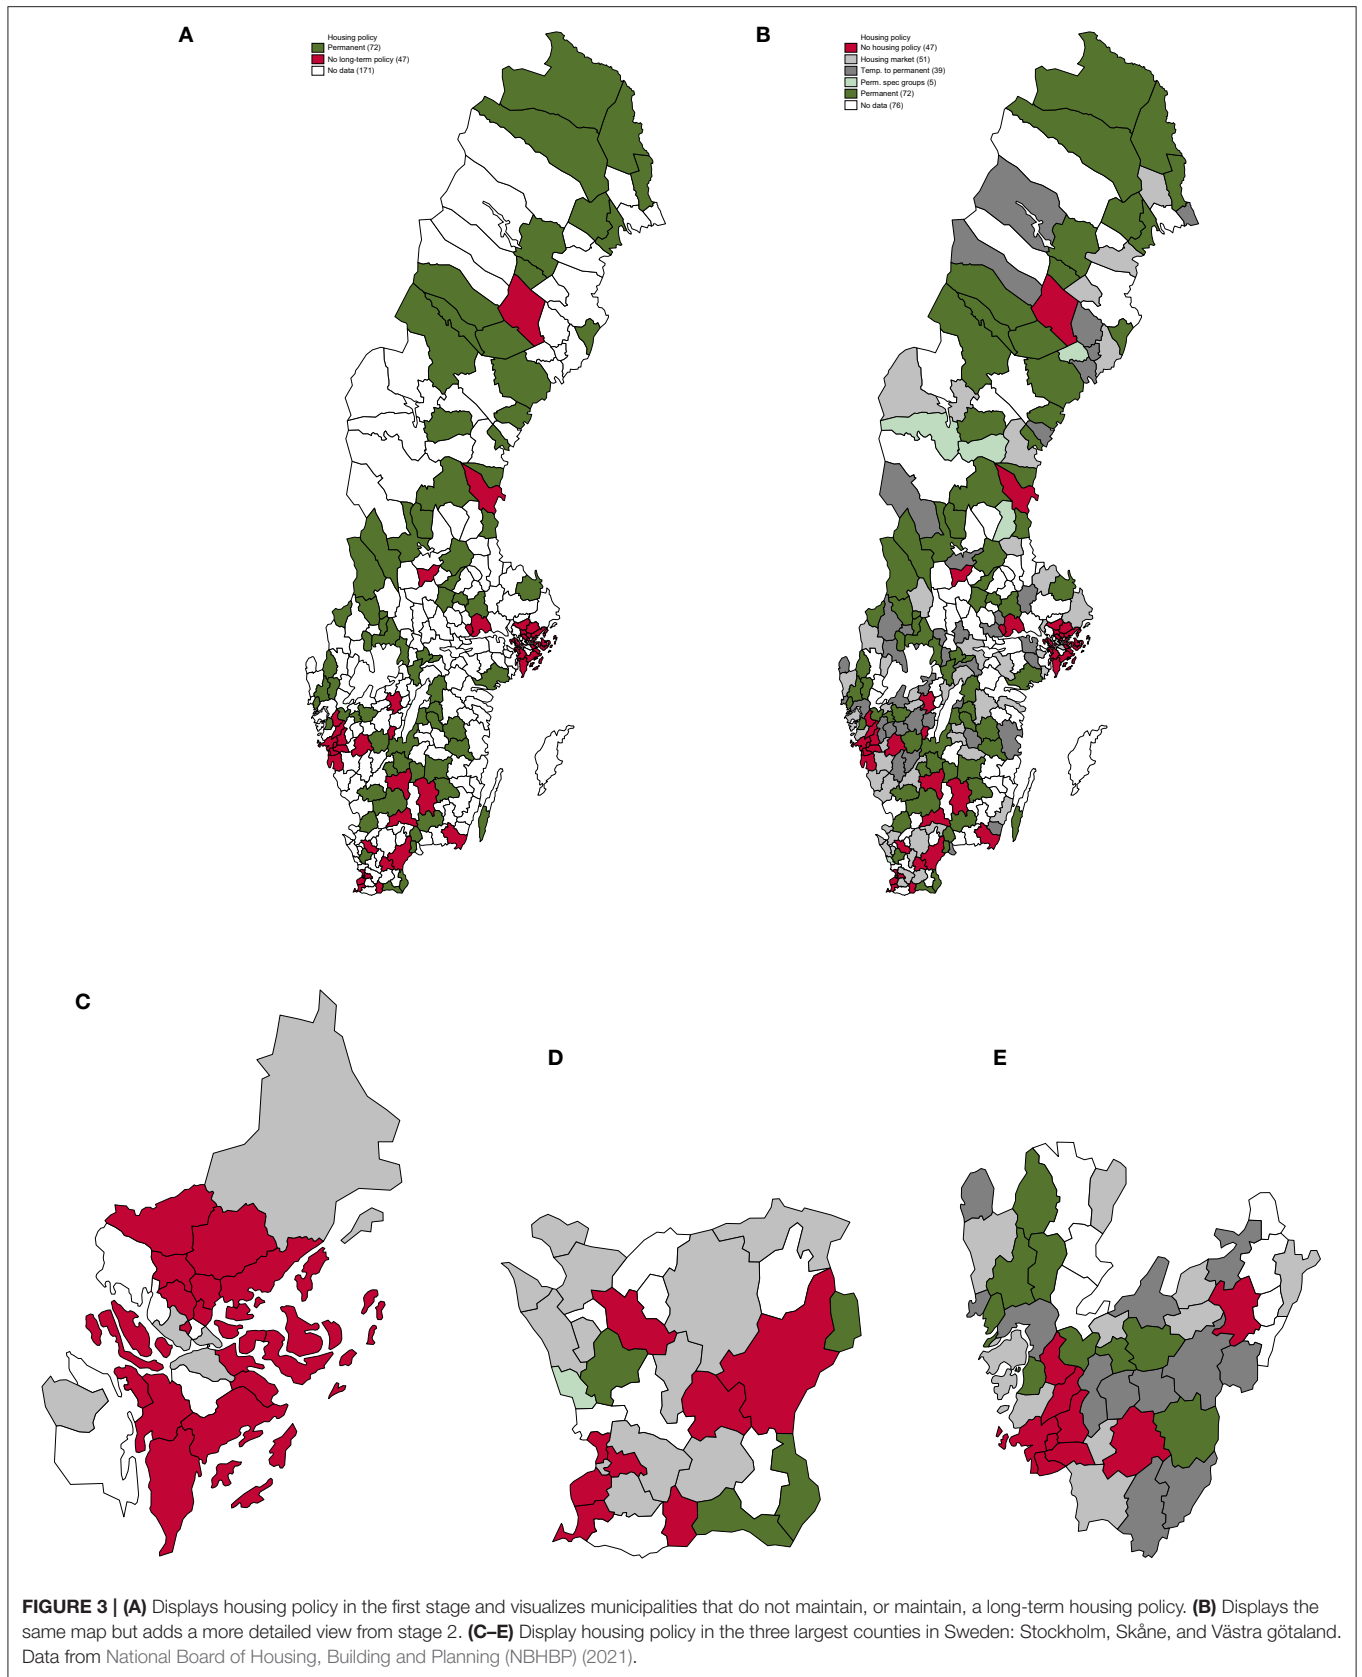 A
Housing policy
Permanent (72)
No long-term policy (47)
No data (171)
B
Housing policy
No housing policy (47)
Housing market (51)
Temp. to permanent (39)
Perm. spec groups (5)
Permanent (72)
No data (76)
C
D
E
FIGURE 3 | (A) Displays housing policy in the first stage and visualizes municipalities that do not maintain, or maintain, a long-term housing policy. (B) Displays the
same map but adds a more detailed view from stage 2. (C–E) Display housing policy in the three largest counties in Sweden: Stockholm, Skåne, and Västra götaland.
Data from National Board of Housing, Building and Planning (NBHBP) (2021).